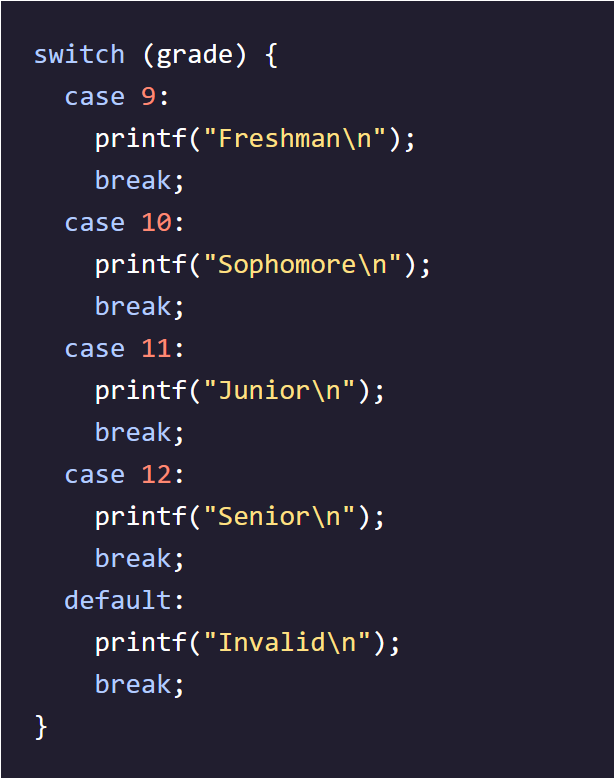 switch (grade) {
  case 9:
    printf("Freshman\n");
    break;
  case 10:
    printf("Sophomore\n");
    break;
  case 11:
    printf("Junior\n");
    break;
  case 12:
    printf("Senior\n");
    break;
  default:
    printf("Invalid\n");
    break;
}